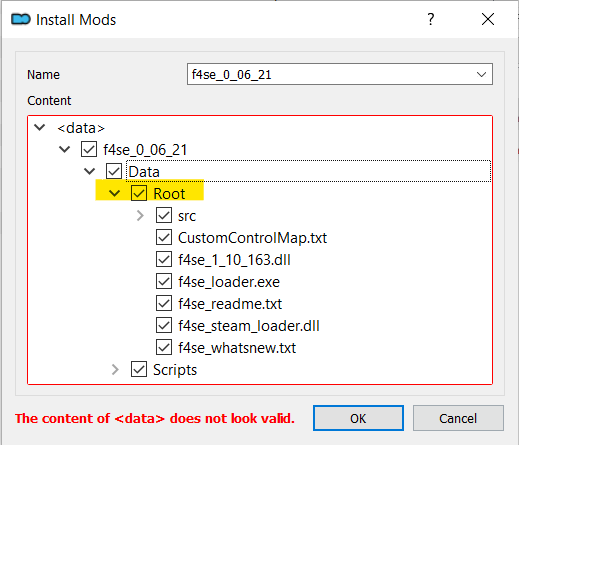 Install Mods
?
Name
f4se_0_06_21
Content
<data>
f4se_0_06_21
Data
Root
src
CustomControlMap.txt
f4se_1_10_163.dll
f4se_loader.exe
f4se_readme.txt
f4se_steam_loader.dll
f4se_whatsnew.txt
Scripts
The content of <data> does not look valid.
OK
Cancel